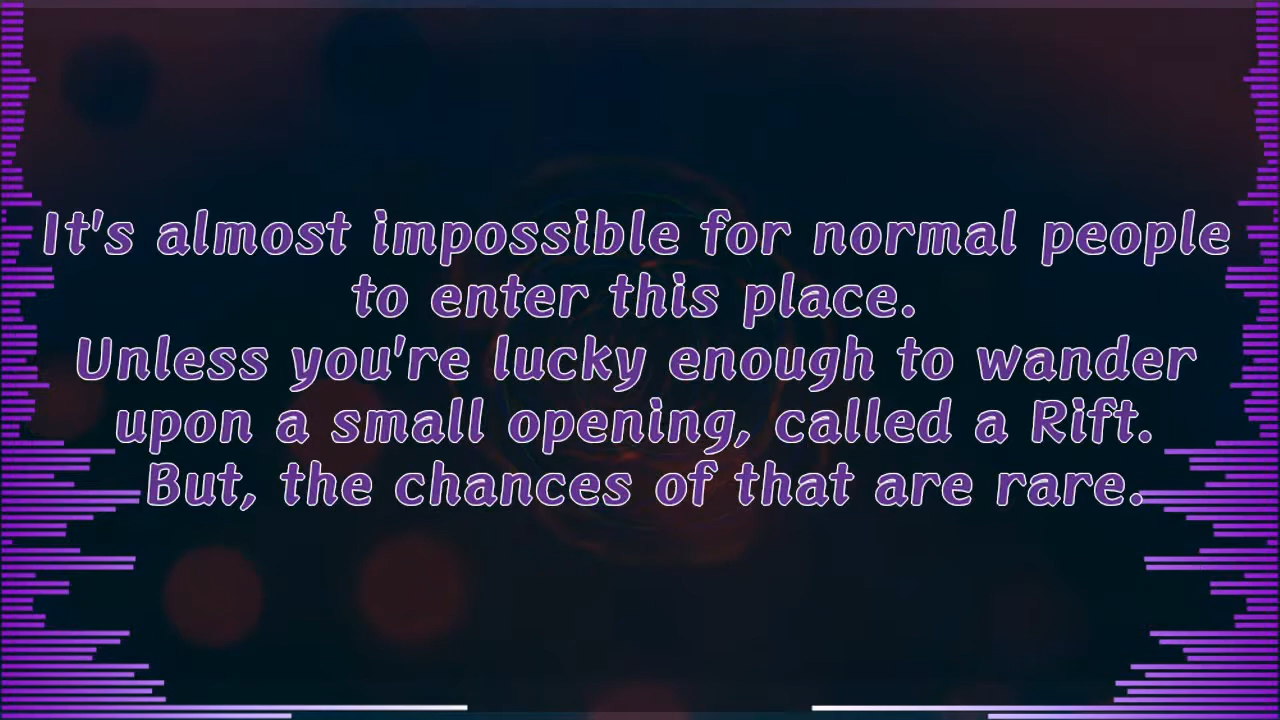 It's almost impossible for normal people
to enter this place.
Unless you're lucky enough to wander
upon a small opening, called a Rift.
But, the chances of that are rare.